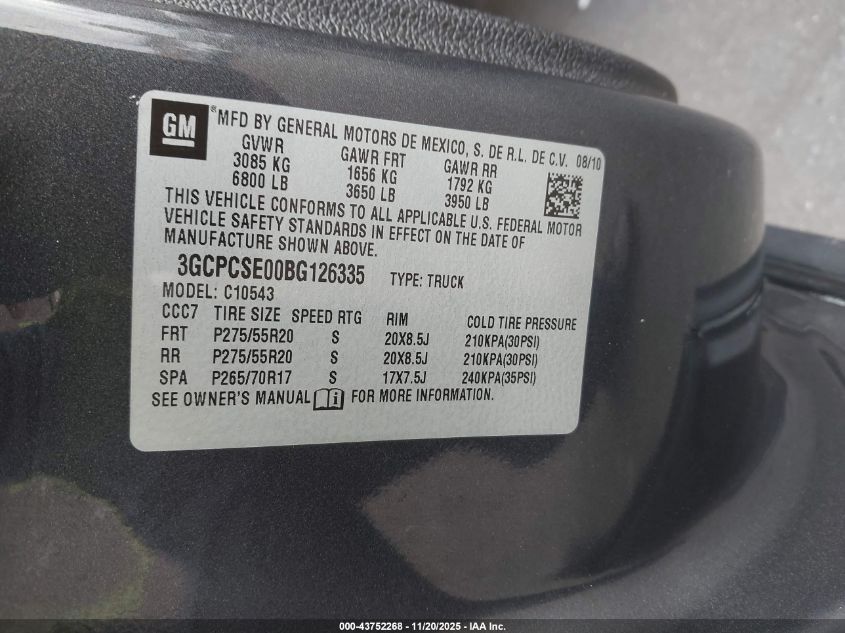 GM ® MFD BY GENERAL MOTORS DE MEXICO, S. DE R.L. DE C.V. 08/10
GVWR GAWR FRT GAWR RR
3085 KG 1656 KG 1792 KG
6800 LB 3650 LB 3950 LB
THIS VEHICLE CONFORMS TO ALL APPLICABLE U.S. FEDERAL MOTOR
VEHICLE SAFETY STANDARDS IN EFFECT ON THE DATE OF
MANUFACTURE SHOWN ABOVE.
3GCPCSE00BG126335 TYPE: TRUCK
MODEL: C10543
CCC7 TIRE SIZE SPEED RTG RIM COLD TIRE PRESSURE
FRT P275/55R20 S 20X8.5J 210KPA(30PSI)
RR P275/55R20 S 20X8.5J 210KPA(30PSI)
SPA P265/70R17 S 17X7.5J 240KPA(35PSI)
SEE OWNER'S MANUAL FOR MORE INFORMATION.
000-43752268 - 11/20/2025 - IAA Inc.